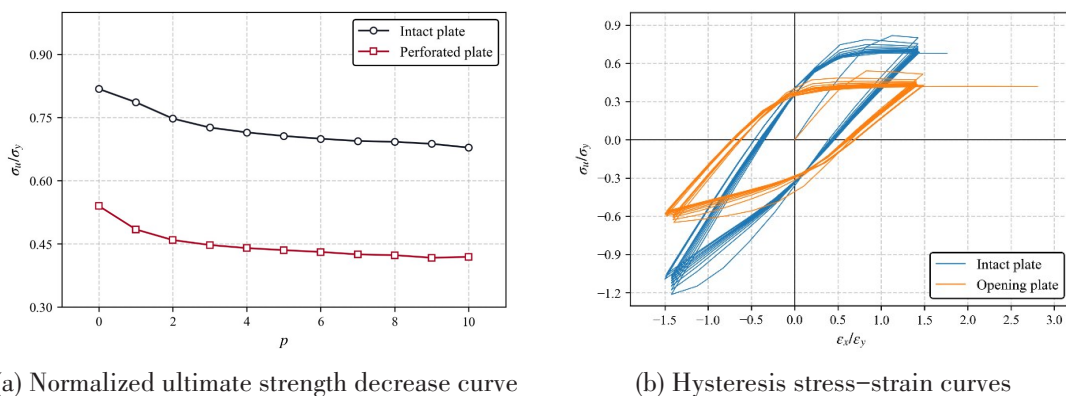 0.90
0.75
0.60
0.45
0.30
σu/σy
0 2 4 6 8 10
p
Intact plate
Perforated plate
(a) Normalized ultimate strength decrease curve
0.9
0.6
0.3
0.0
−0.3
−0.6
−0.9
−1.2
σu/σy
−1.5 −1.0 −0.5 0.0 0.5 1.0 1.5 2.0 2.5 3.0
εx/εy
Intact plate
Opening plate
(b) Hysteresis stress−strain curves